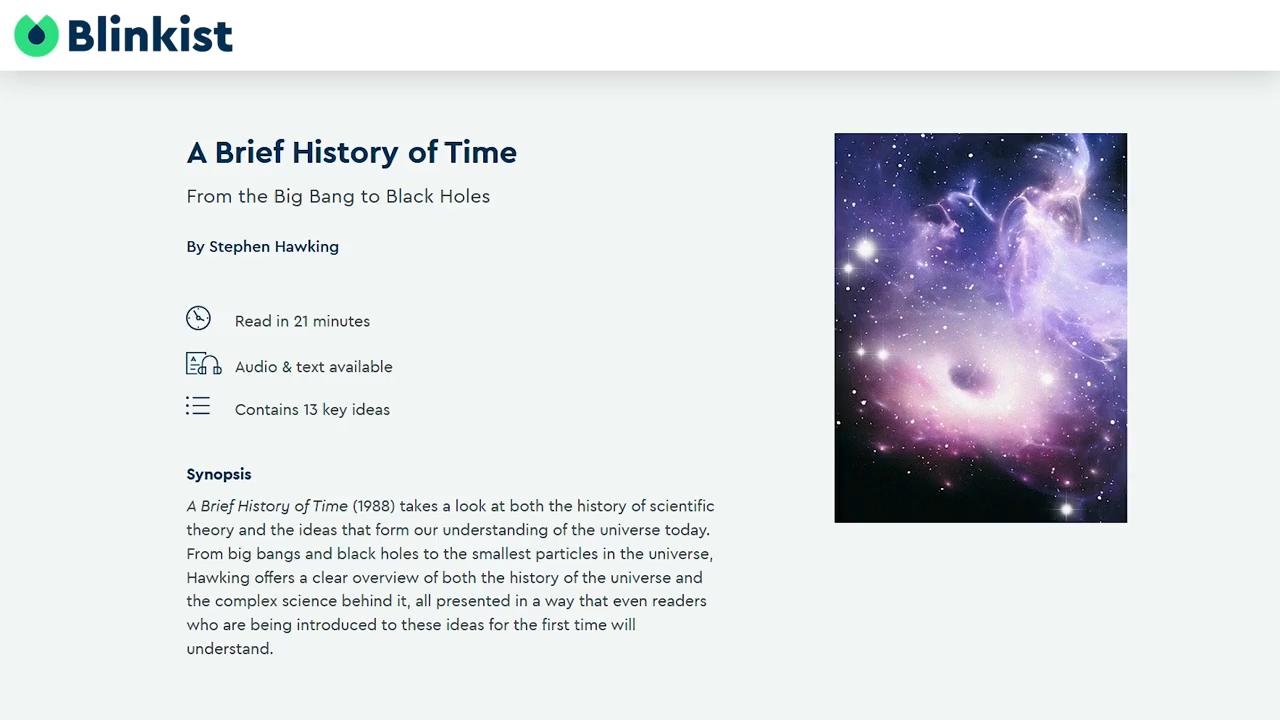 Blinkist
A Brief History of Time
From the Big Bang to Black Holes
By Stephen Hawking
Read in 21 minutes
Audio & text available
Contains 13 key ideas
Synopsis
A Brief History of Time (1988) takes a look at both the history of scientific
theory and the ideas that form our understanding of the universe today.
From big bangs and black holes to the smallest particles in the universe,
Hawking offers a clear overview of both the history of the universe and
the complex science behind it, all presented in a way that even readers
who are being introduced to these ideas for the first time will
understand.